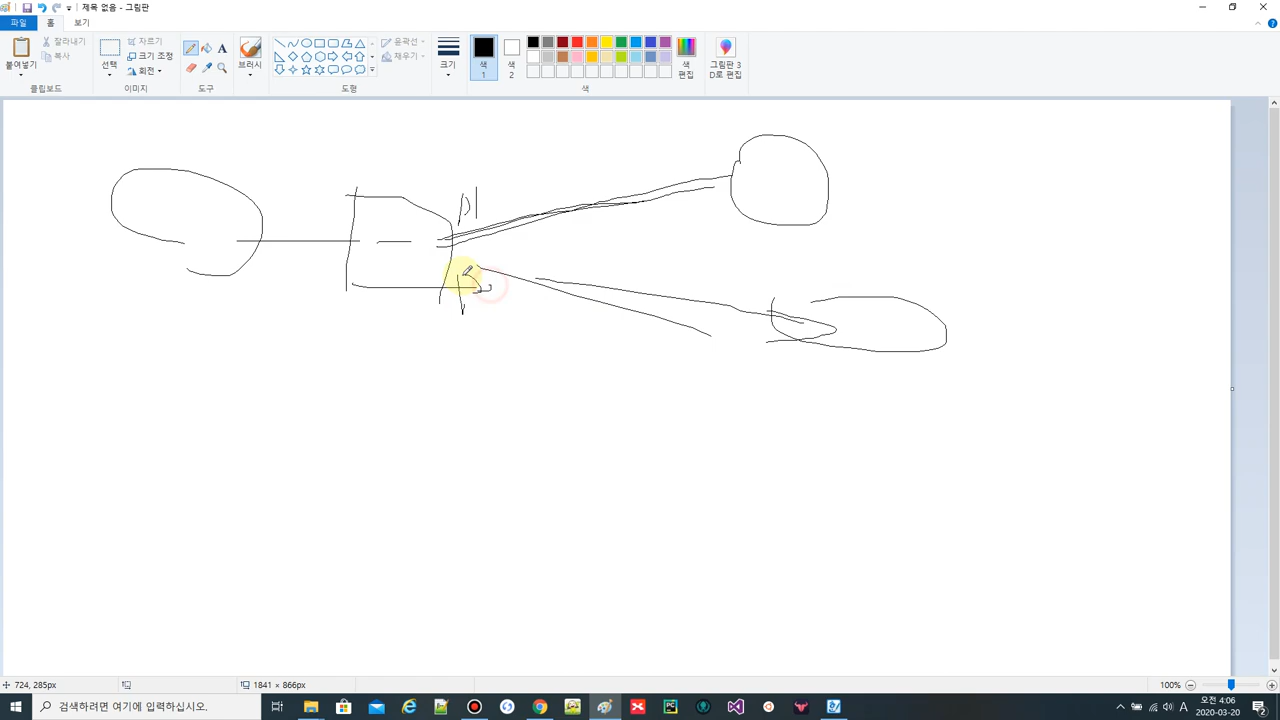 제목 없음 - 그림판
파일 홈 보기
붙여넣기
잘라내기
복사
클립보드
선택
자르기
크기 조정
회전
이미지
A
도구
브러시
윤곽선
채우기
도형
크기
색
1
색
2
색
편집
색
그림판 3
D로 편집
724, 285px
1841 × 866px
100%
검색하려면 여기에 입력하십시오.
A
오전 4:06
2020-03-20
2